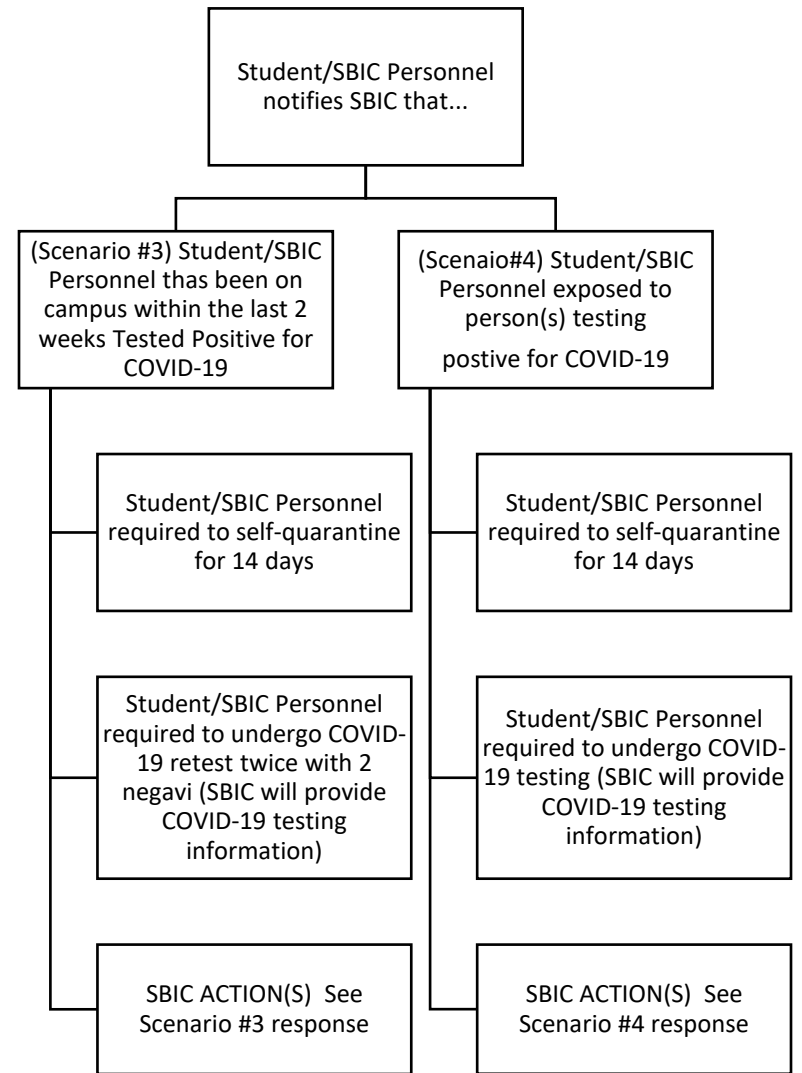 Student/SBIC Personnel
notifies SBIC that...
(Scenario #3) Student/SBIC
Personnel thas been on
campus within the last 2
weeks Tested Positive for
COVID-19
Student/SBIC Personnel
required to self-quarantine
for 14 days
Student/SBIC Personnel
required to undergo COVID-
19 retest twice with 2
negavi (SBIC will provide
COVID-19 testing
information)
SBIC ACTION(S) See
Scenario #3 response
(Scenaio#4) Student/SBIC
Personnel exposed to
person(s) testing
postive for COVID-19
Student/SBIC Personnel
required to self-quarantine
for 14 days
Student/SBIC Personnel
required to undergo COVID-
19 testing (SBIC will provide
COVID-19 testing
information)
SBIC ACTION(S) See
Scenario #4 response